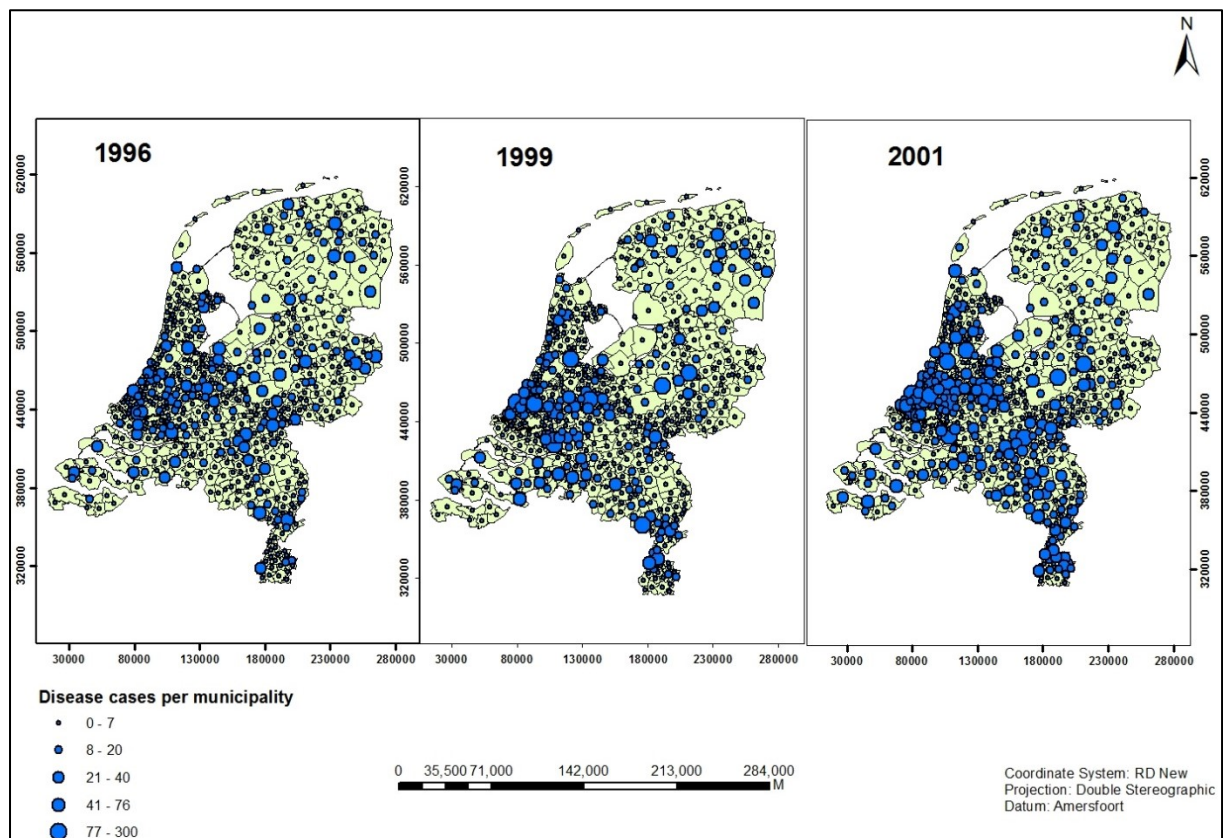 N
1996
1999
2001
620000
560000
500000
440000
380000
320000
620000
560000
500000
440000
380000
320000
620000
560000
500000
440000
380000
320000
30000 80000 130000 180000 230000 280000
30000 80000 130000 180000 230000 280000
30000 80000 130000 180000 230000 280000
Disease cases per municipality
0 - 7
8 - 20
21 - 40
41 - 76
77 - 300
0 35,500 71,000 142,000 213,000 284,000
M
Coordinate System: RD New
Projection: Double Stereographic
Datum: Amersfoort